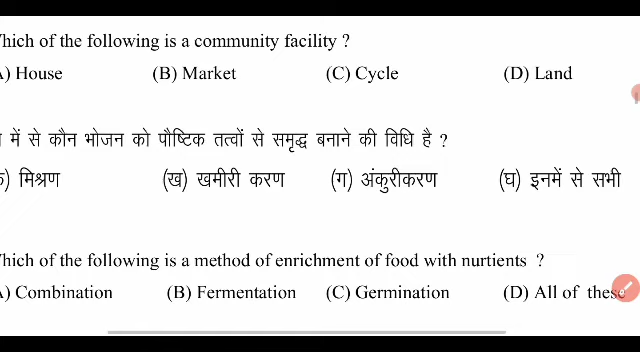 hich of the following is a community facility ?
) House (B) Market (C) Cycle (D) Land
में से कौन भोजन को पौष्टिक तत्वों से समृद्ध बनाने की विधि है ?
) मिश्रण (ख) खमीरी करण (ग) अंकुरीकरण (घ) इनमें से सभी
hich of the following is a method of enrichment of food with nurtients ?
) Combination (B) Fermentation (C) Germination (D) All of these